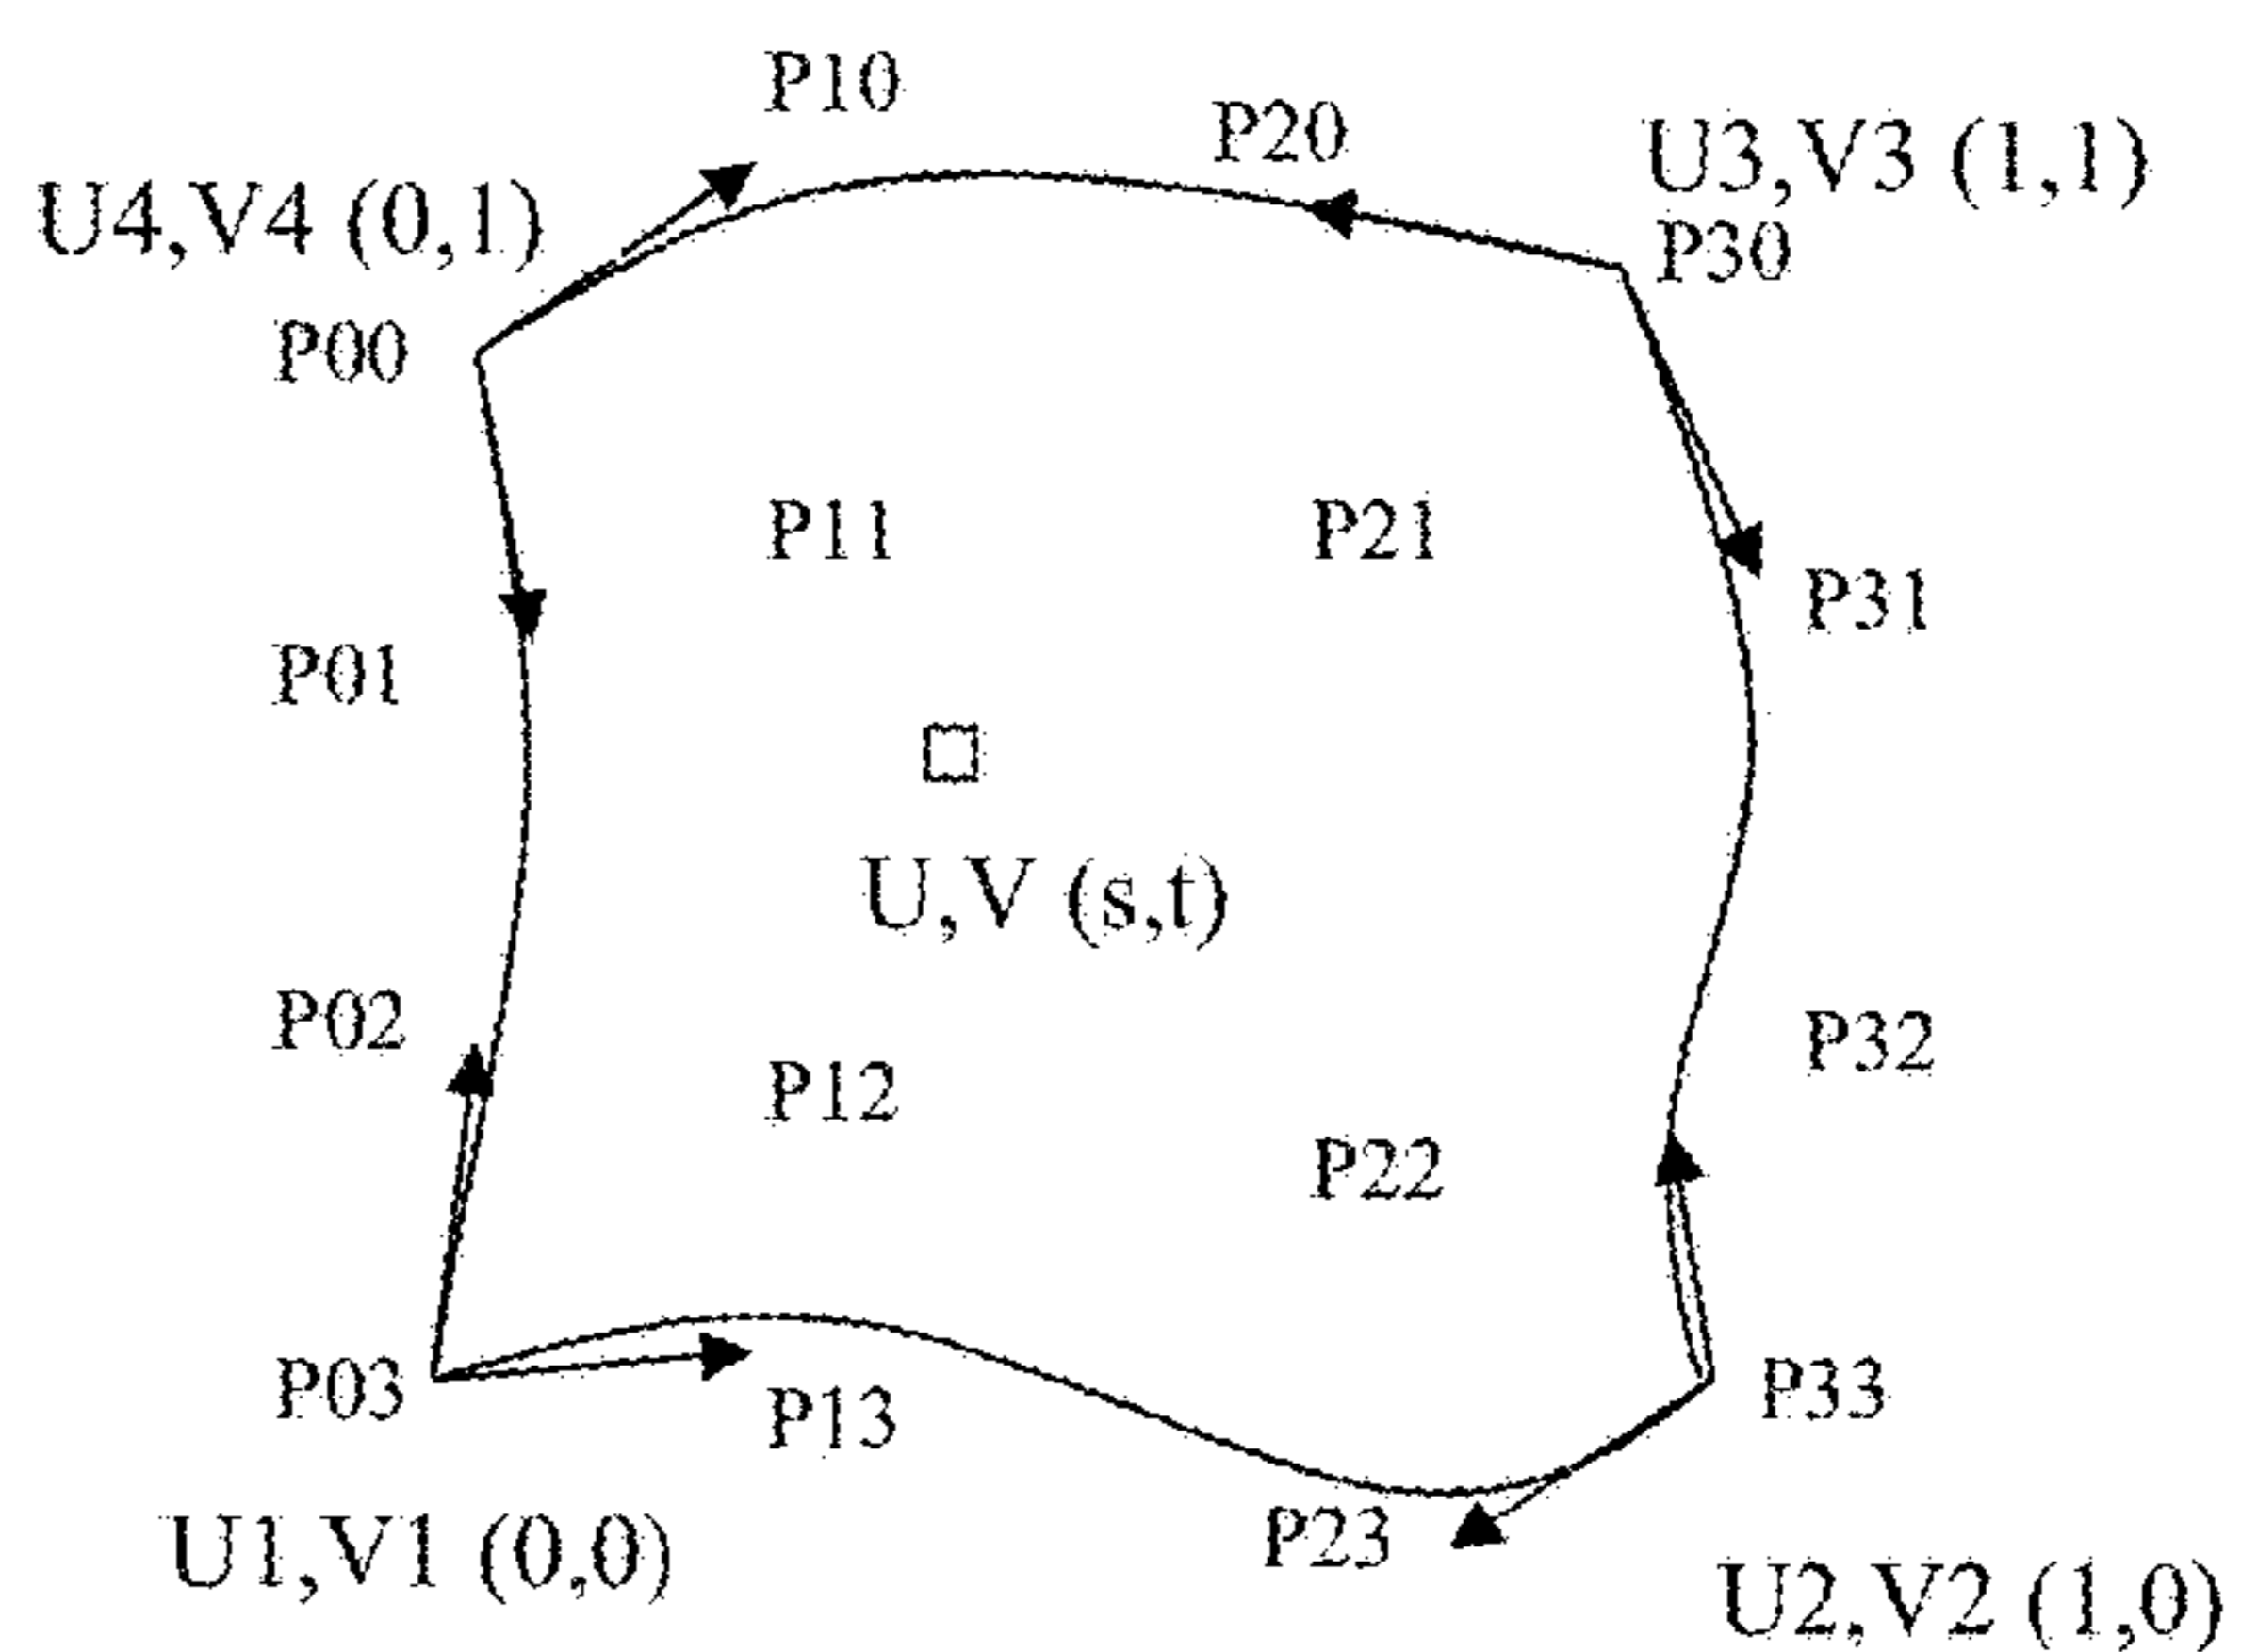 P10
P20
U3,V3 (1,1)
U4,V4 (0,1)
P30
P00
P11
P21
P31
P01
U,V (s,t)
P02
P32
P12
P22
P03
P13
P33
P23
U1,V1 (0,0)
U2,V2 (1,0)